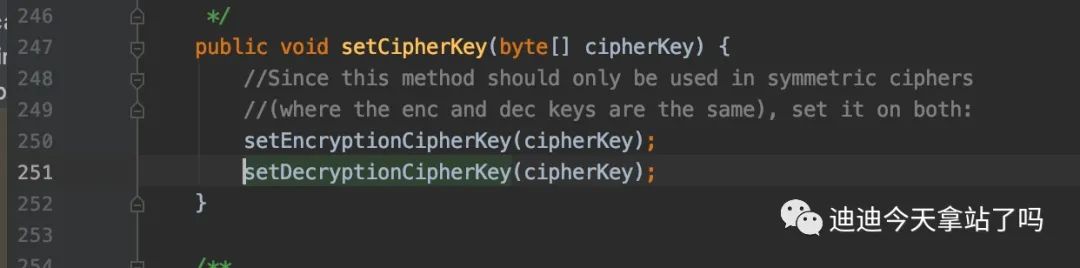 246 */
247 public void setCipherKey(byte[] cipherKey) {
248 //Since this method should only be used in symmetric ciphers
249 //(where the enc and dec keys are the same), set it on both:
250 setEncryptionCipherKey(cipherKey);
251 setDecryptionCipherKey(cipherKey);
252 }
迪迪今天拿站了吗
253
254 /**